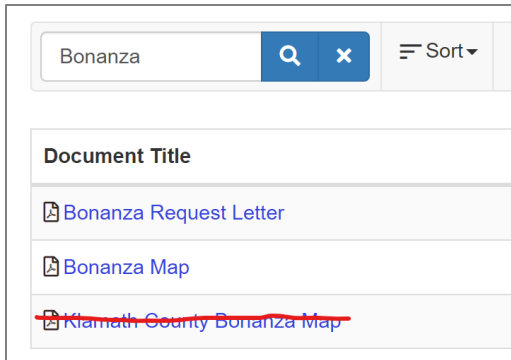 Bonanza
Sort
Document Title
Bonanza Request Letter
Bonanza Map
Klamath County Bonanza Map